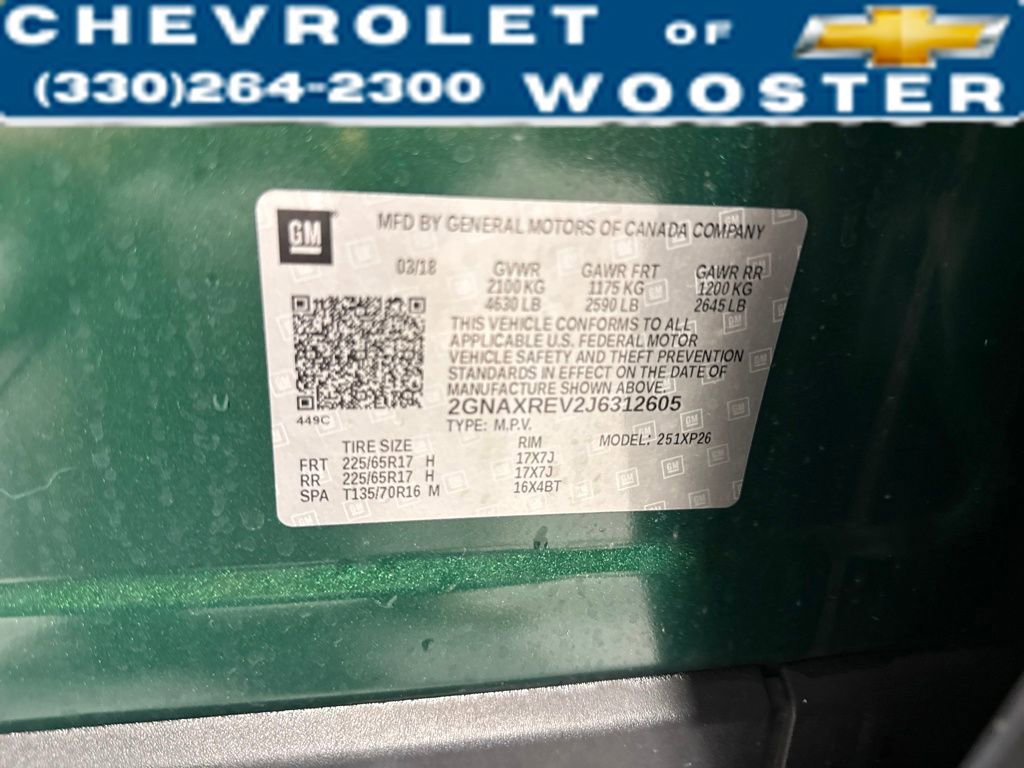 CHEVROLET OF
(330)264-2300 WOOSTER
GM MFD BY GENERAL MOTORS OF CANADA COMPANY
03/18 GVWR GAWR FRT GAWR RR
2100 KG 1175 KG 1200 KG
4630 LB 2590 LB 2645 LB
THIS VEHICLE CONFORMS TO ALL
APPLICABLE U.S. FEDERAL MOTOR
VEHICLE SAFETY AND THEFT PREVENTION
STANDARDS IN EFFECT ON THE DATE OF
MANUFACTURE SHOWN ABOVE.
2GNAXREV2J6312605
449C TYPE: M.P.V.
TIRE SIZE RIM MODEL: 251XP26
FRT 225/65R17 H 17X7J
RR 225/65R17 H 17X7J
SPA T135/70R16 M 16X4BT